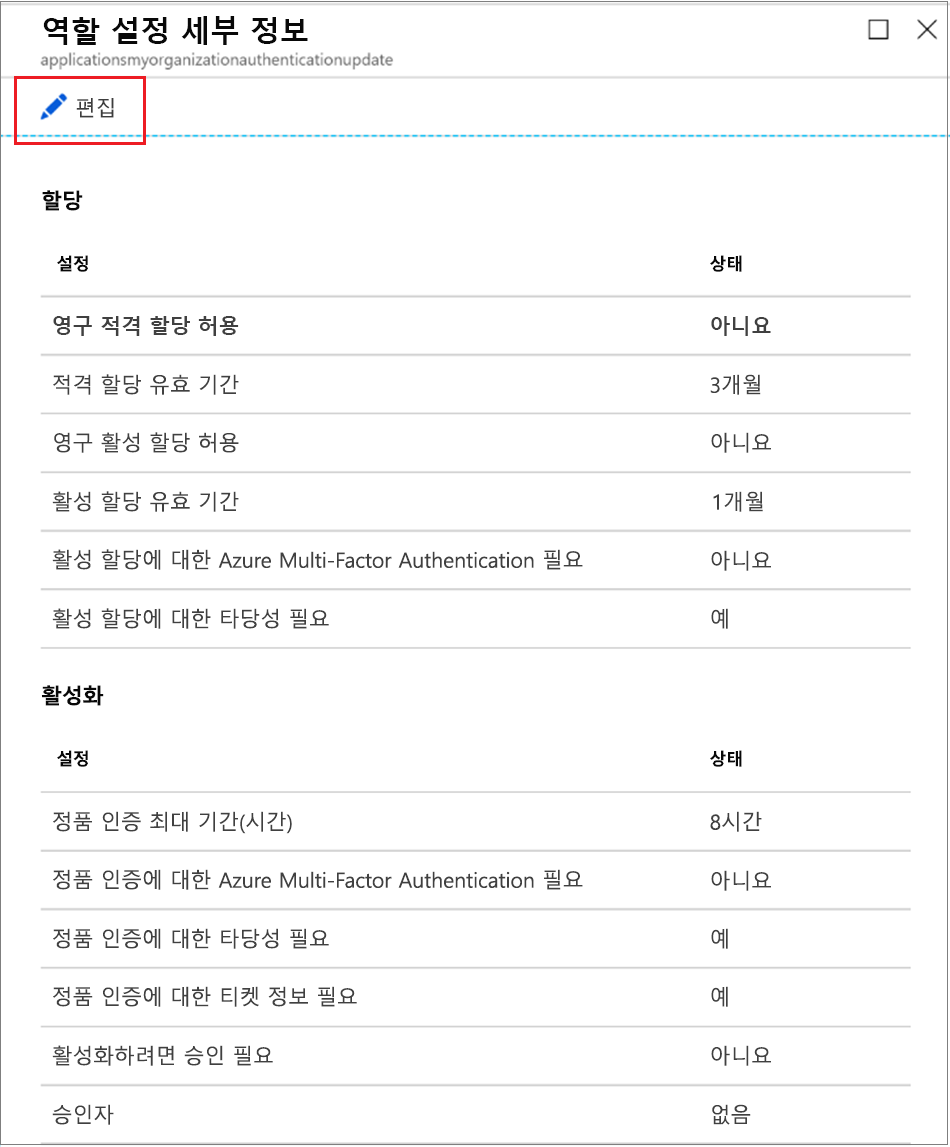 역할 설정 세부 정보
applicationsmyorganizationauthenticationupdate
편집
할당
설정 상태
영구 적격 할당 허용 아니요
적격 할당 유효 기간 3개월
영구 활성 할당 허용 아니요
활성 할당 유효 기간 1개월
활성 할당에 대한 Azure Multi-Factor Authentication 필요 아니요
활성 할당에 대한 타당성 필요 예
활성화
설정 상태
정품 인증 최대 기간(시간) 8시간
정품 인증에 대한 Azure Multi-Factor Authentication 필요 아니요
정품 인증에 대한 타당성 필요 예
정품 인증에 대한 티켓 정보 필요 예
활성화하려면 승인 필요 아니요
승인자 없음